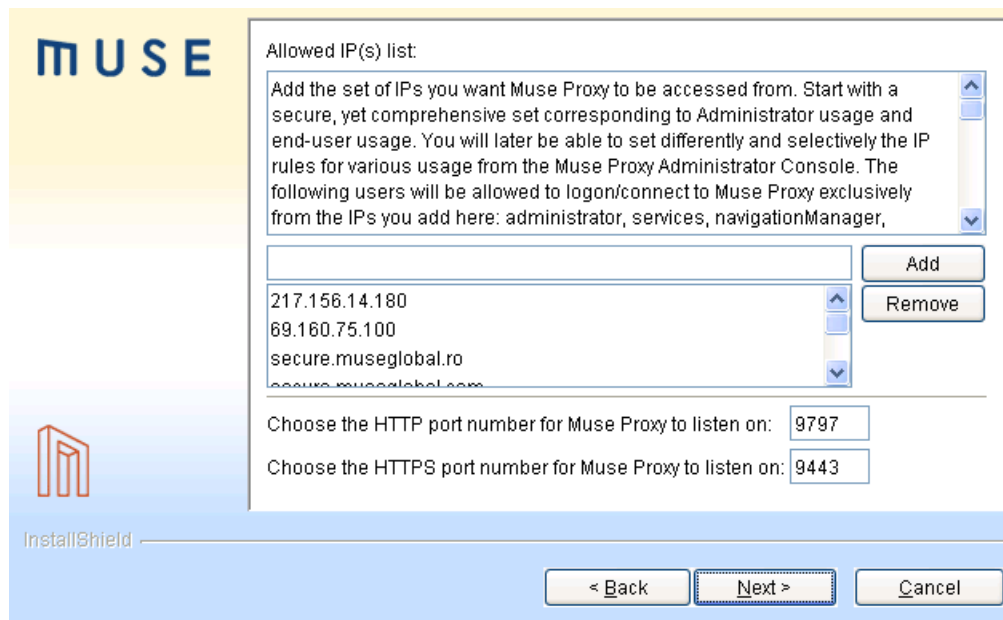 MUSE
Allowed IP(s) list:
Add the set of IPs you want Muse Proxy to be accessed from. Start with a
secure, yet comprehensive set corresponding to Administrator usage and
end-user usage. You will later be able to set differently and selectively the IP
rules for various usage from the Muse Proxy Administrator Console. The
following users will be allowed to logon/connect to Muse Proxy exclusively
from the IPs you add here: administrator, services, navigationManager,
Add
217.156.14.180
Remove
69.160.75.100
secure.museglobal.ro
secure.museglobal.com
Choose the HTTP port number for Muse Proxy to listen on: 9797
Choose the HTTPS port number for Muse Proxy to listen on: 9443
InstallShield
< Back
Next >
Cancel